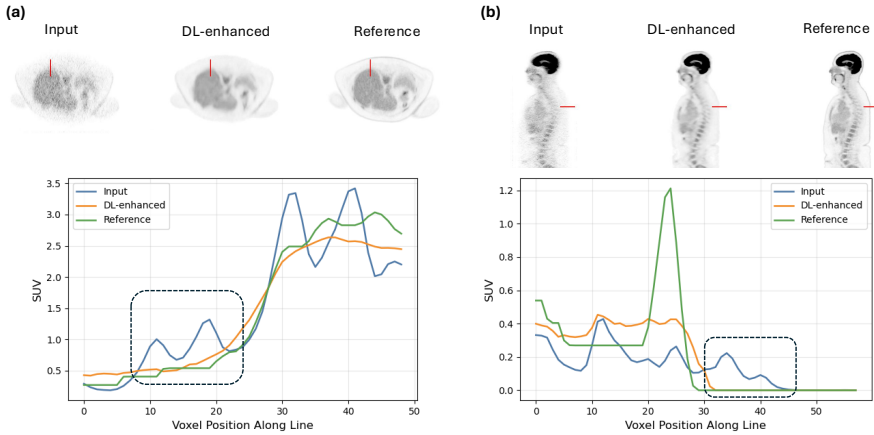 (a)
Input
DL-enhanced
Reference
3.5
3.0
2.5
2.0
1.5
1.0
0.5
SUV
Input
DL-enhanced
Reference
0
10
20
30
40
50
Voxel Position Along Line
(b)
Input
DL-enhanced
Reference
1.2
1.0
0.8
0.6
0.4
0.2
0.0
SUV
Input
DL-enhanced
Reference
0
10
20
30
40
50
Voxel Position Along Line